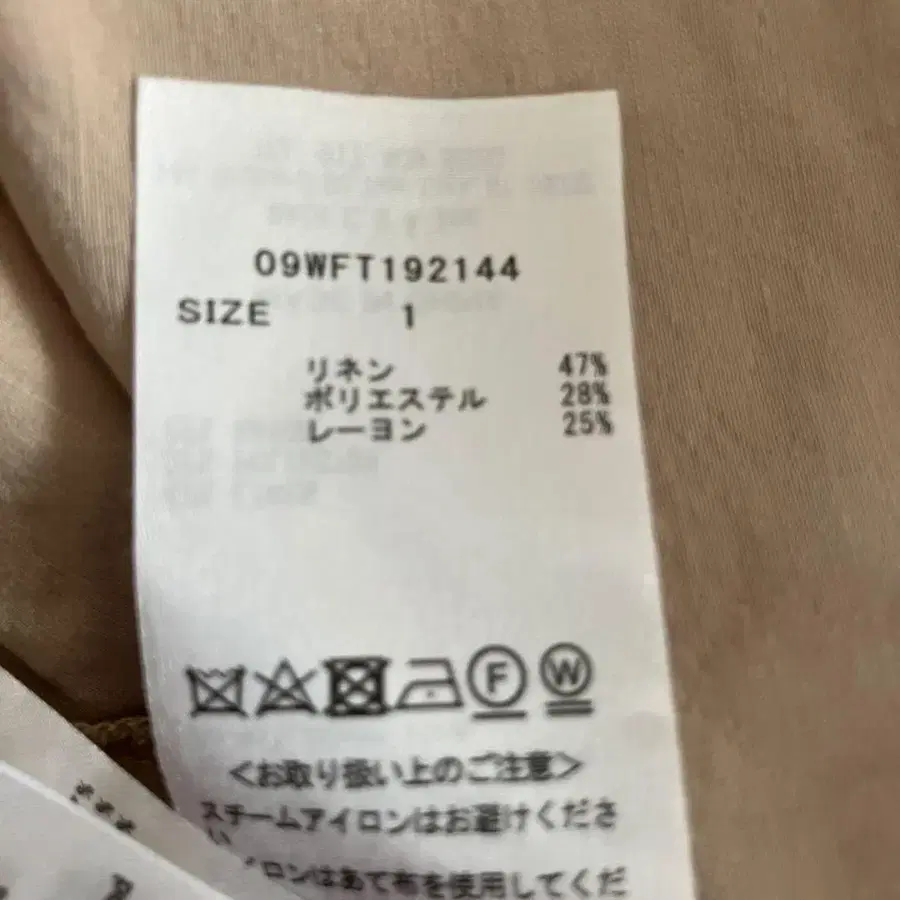 09WFT192144
SIZE 1
リネン 47%
ポリエステル 28%
レーヨン 25%
F W
<お取り扱い上のご注意>
スチームアイロンはお避けくださ
い
ロンはあて布を使用してくだ